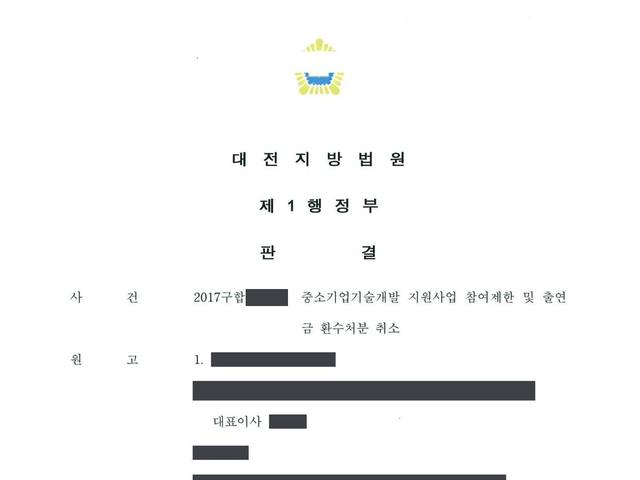 대 전 지 방 법 원
제 1 행 정 부
판 결
사 건 2017구합 중소기업기술개발 지원사업 참여제한 및 출연
금 환수처분 취소
원 고 1.
대표이사